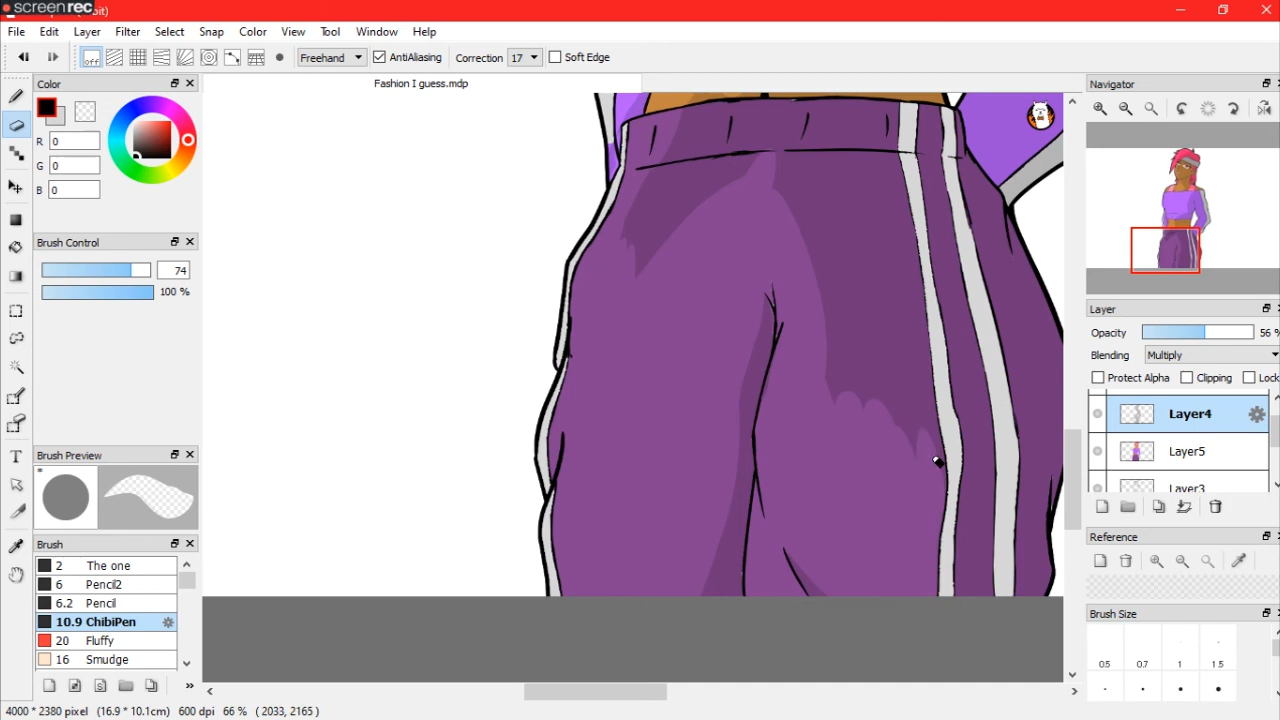 screenrec
bit)
File Edit Layer Filter Select Snap Color View Tool Window Help
off Freehand AntiAliasing Correction 17 Soft Edge
Color
Fashion I guess.mdp
Navigator
R 0
G 0
B 0
Brush Control
74
100 %
Layer
Opacity 56 %
Blending Multiply
Protect Alpha Clipping Lock
Layer4
Layer5
Layer3
Brush Preview
*
Reference
Brush
2 The one
6 Pencil2
6.2 Pencil
10.9 ChibiPen
20 Fluffy
16 Smudge
Brush Size
0.5 0.7 1 1.5
4000 * 2380 pixel (16.9 * 10.1cm) 600 dpi 66 % ( 2033, 2165 )